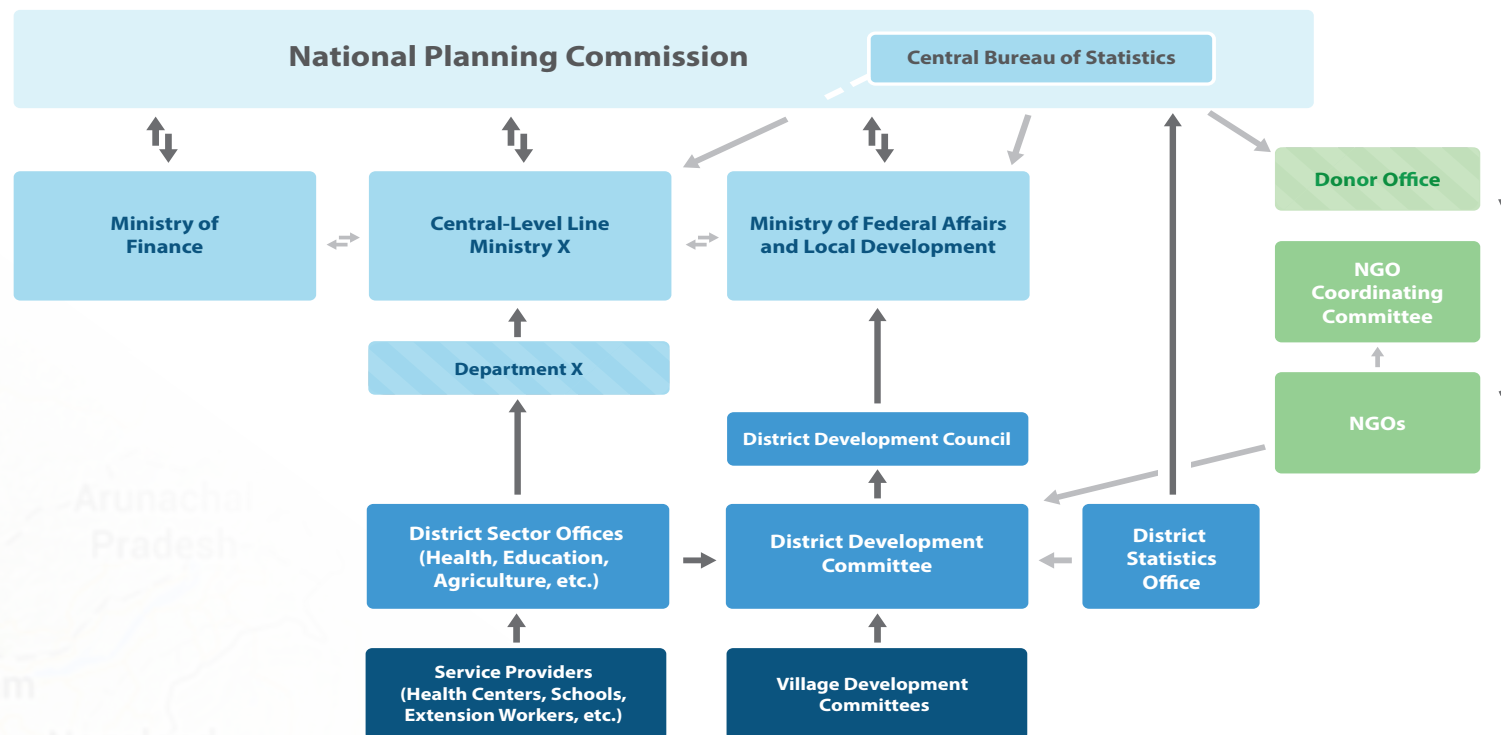 National Planning Commission
Central Bureau of Statistics
Ministry of
Finance
Central-Level Line
Ministry X
Ministry of Federal Affairs
and Local Development
Donor Office
NGO
Coordinating
Committee
Department X
NGOs
District Development Council
Arunachal
Pradesh
District Sector Offices
(Health, Education,
Agriculture, etc.)
District Development
Committee
District
Statistics
Office
Service Providers
(Health Centers, Schools,
Extension Workers, etc.)
Village Development
Committees